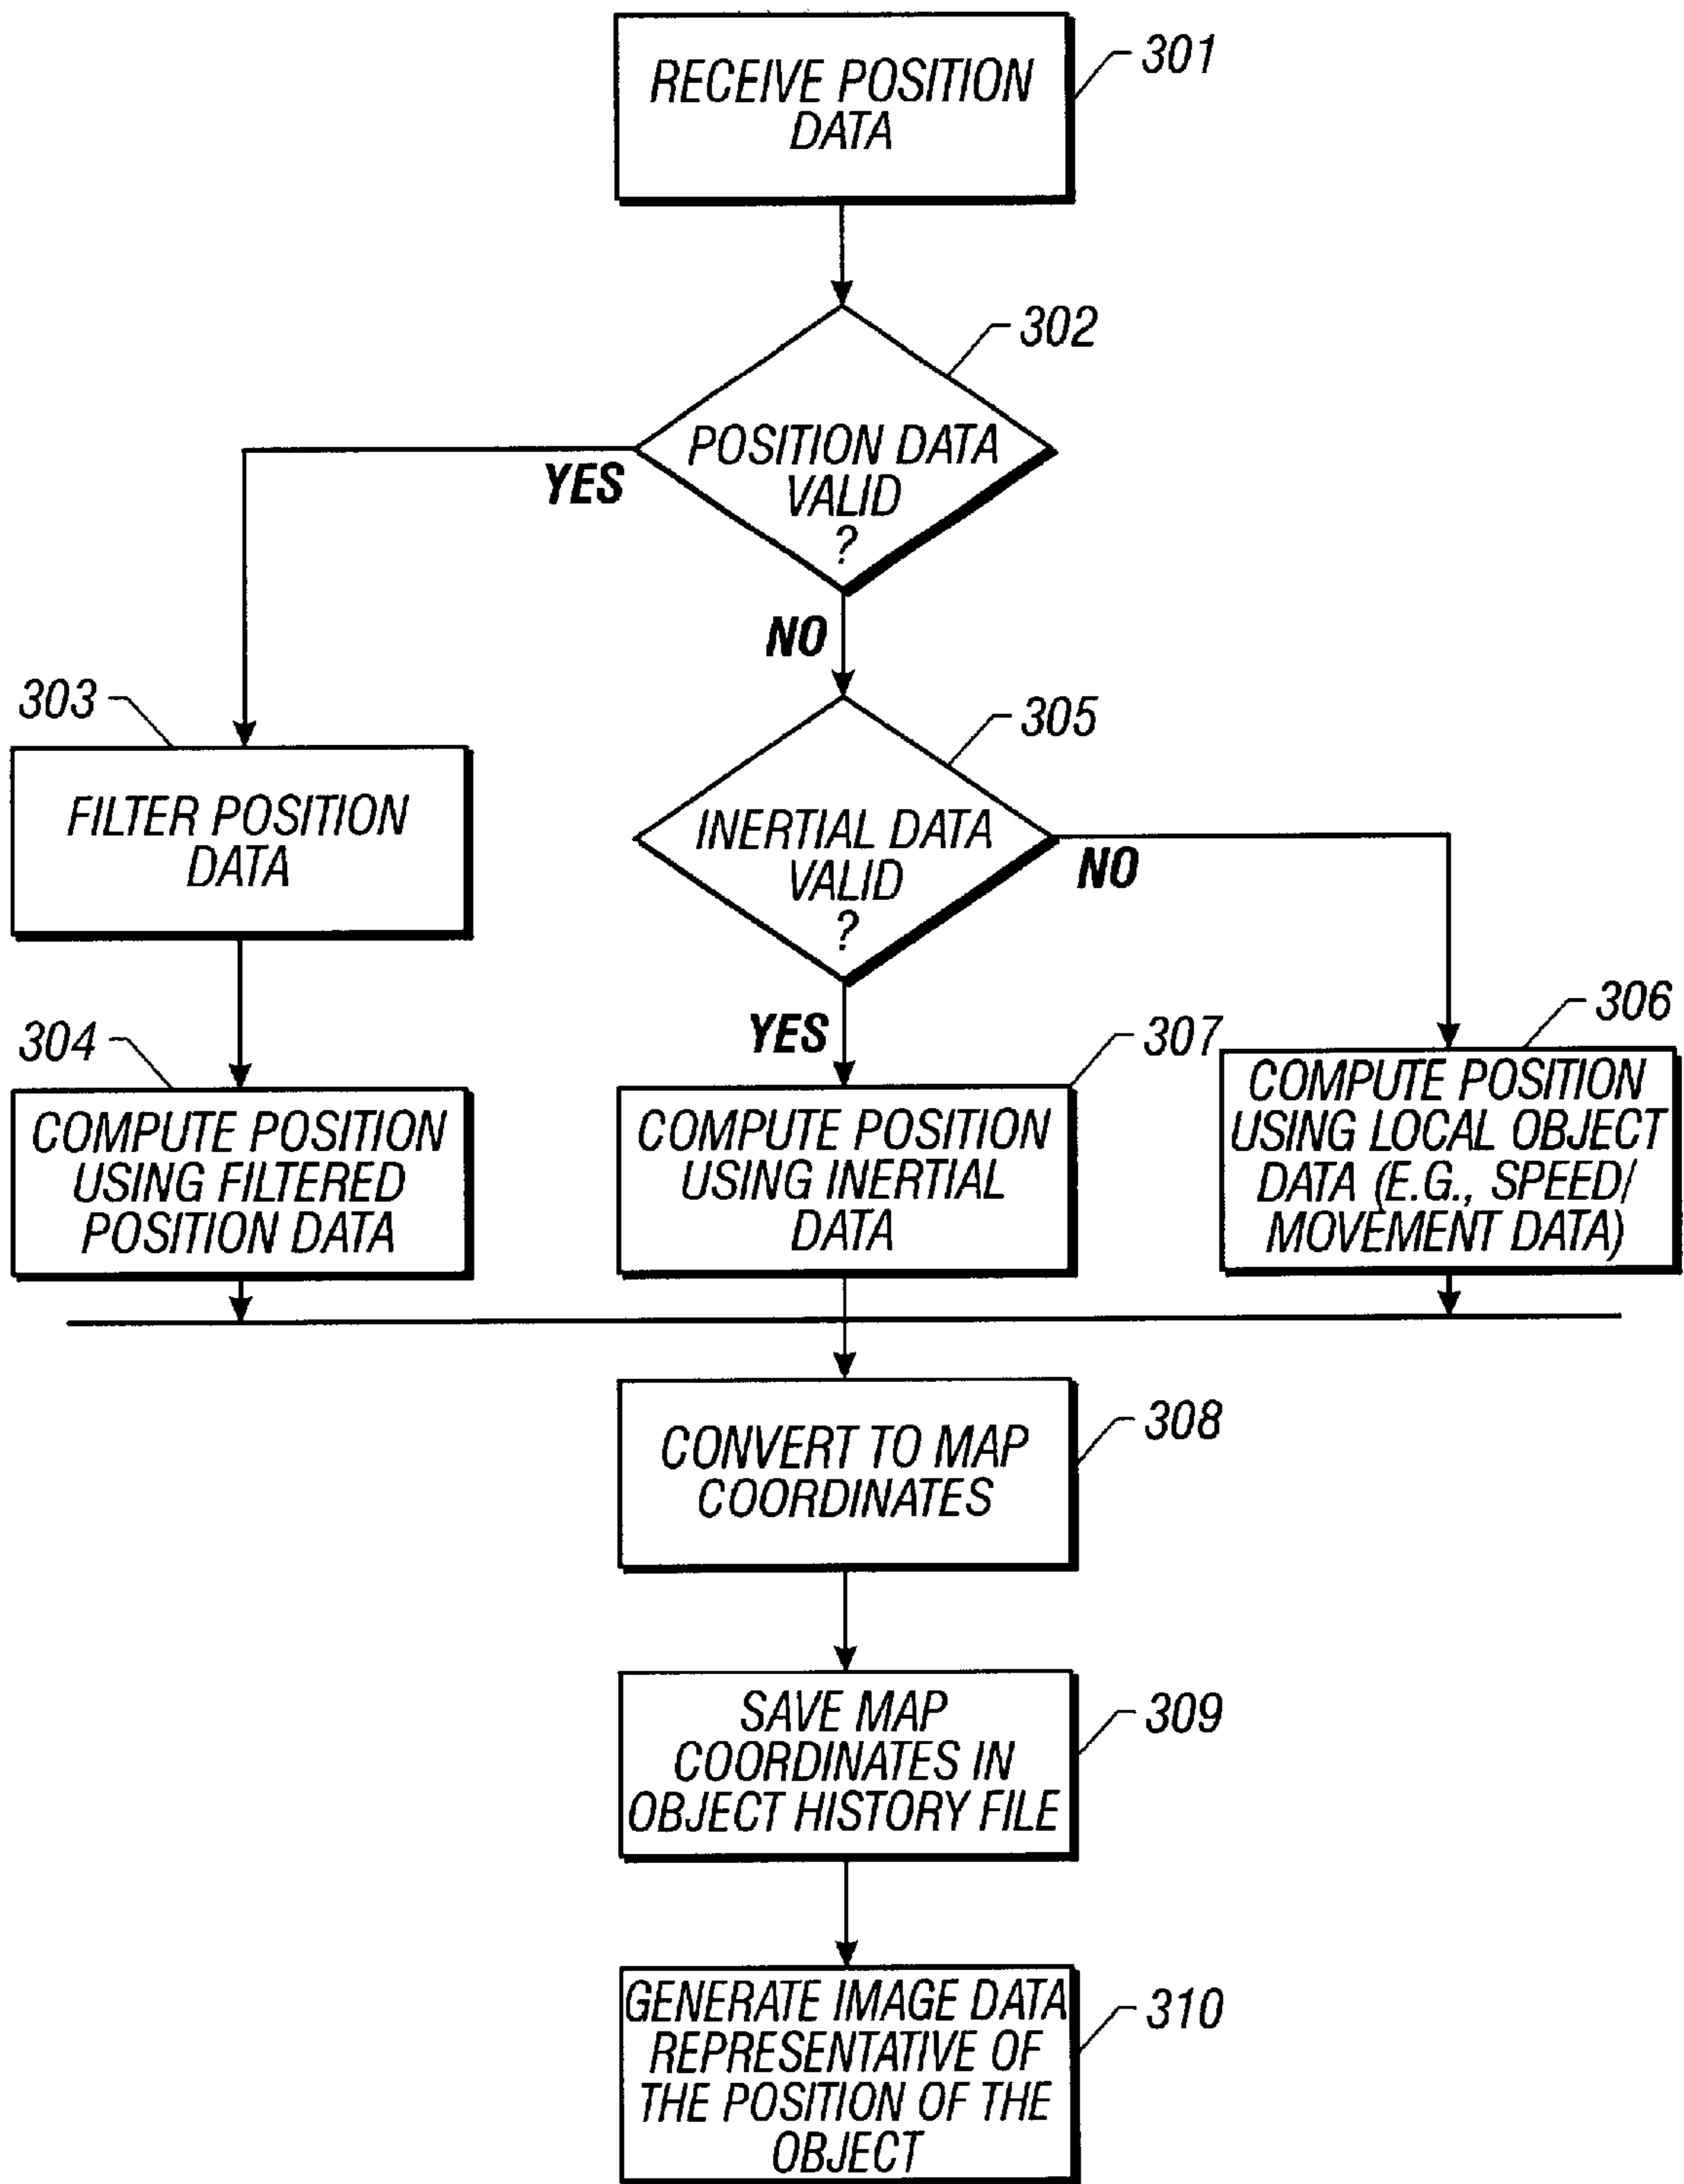 RECEIVE POSITION
DATA
301
302
POSITION DATA
VALID
?
YES
NO
303
FILTER POSITION
DATA
305
INERTIAL DATA
VALID
?
NO
YES
304
COMPUTE POSITION
USING FILTERED
POSITION DATA
307
COMPUTE POSITION
USING INERTIAL
DATA
306
COMPUTE POSITION
USING LOCAL OBJECT
DATA (E.G., SPEED/
MOVEMENT DATA)
CONVERT TO MAP
COORDINATES
308
SAVE MAP
COORDINATES IN
OBJECT HISTORY FILE
309
GENERATE IMAGE DATA
REPRESENTATIVE OF
THE POSITION OF THE
OBJECT
310